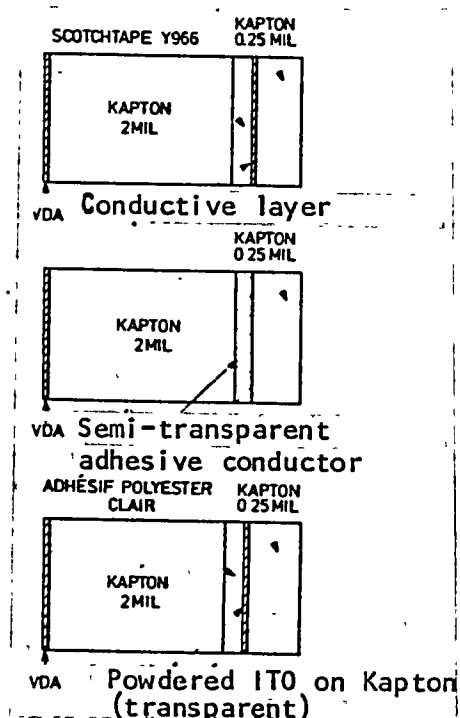 SCOTCHTAPE Y966
KAPTON
0.25 MIL
KAPTON
2MIL
VDA
Conductive layer
KAPTON
0 25 MIL
KAPTON
2MIL
VDA
Semi-transparent
adhesive conductor
ADHÉSIF POLYESTER
CLAIR
KAPTON
0 25 MIL
KAPTON
2MIL
VDA
Powdered ITO on Kapton
(transparent)